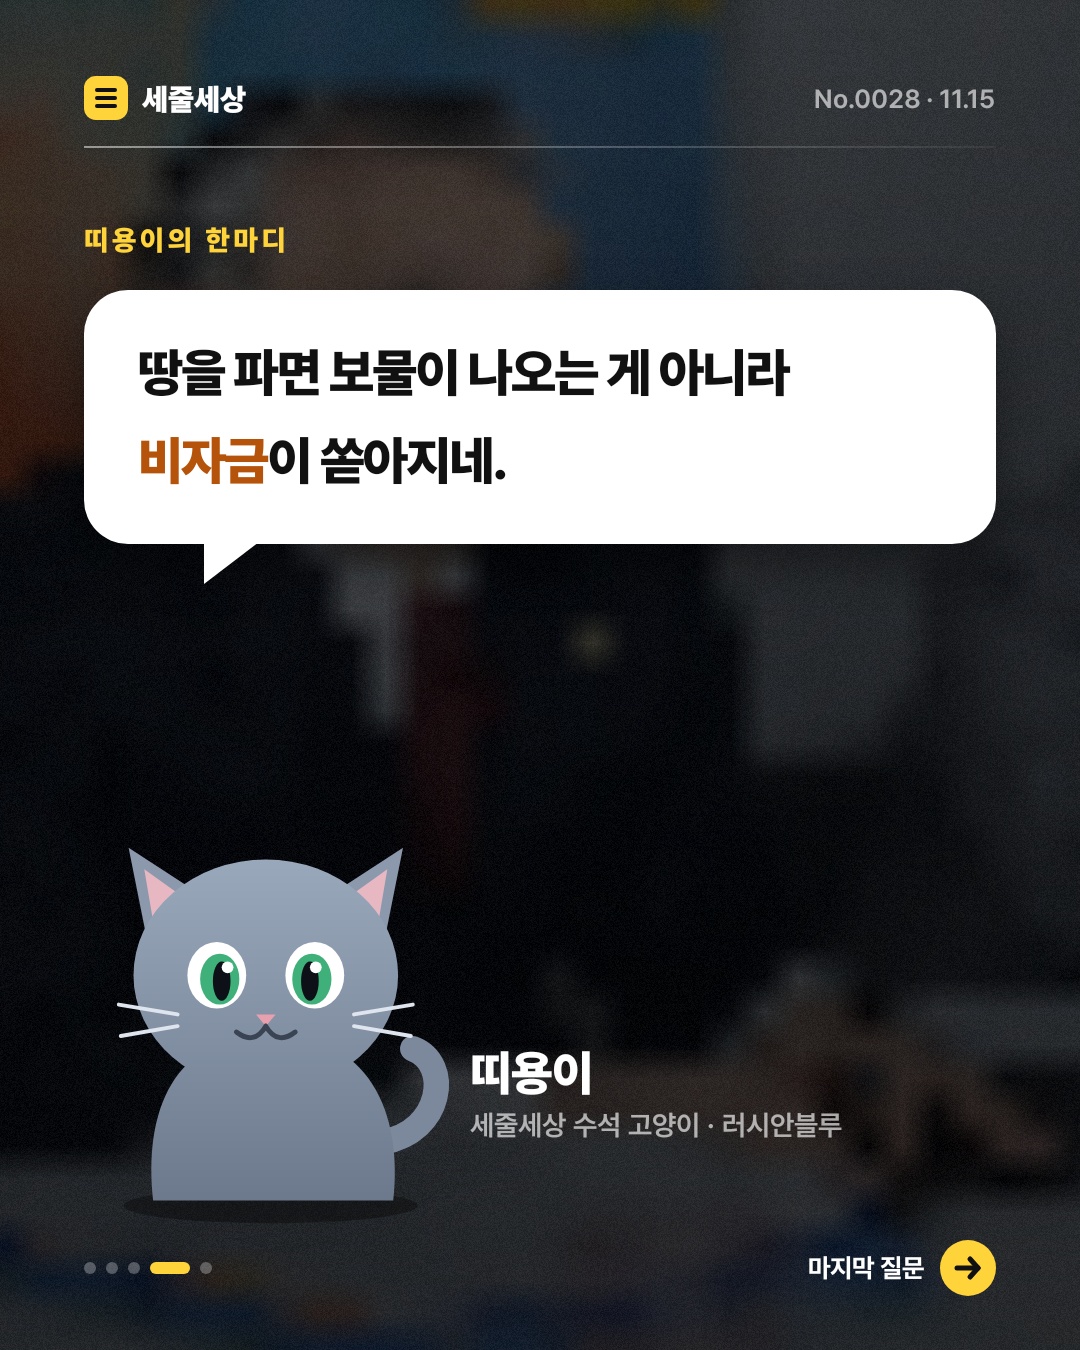 세줄세상
No.0028 · 11.15
띠용이의 한마디
땅을 파면 보물이 나오는 게 아니라
비자금이 쏟아지네.
띠용이
세줄세상 수석 고양이 · 러시안블루
마지막 질문